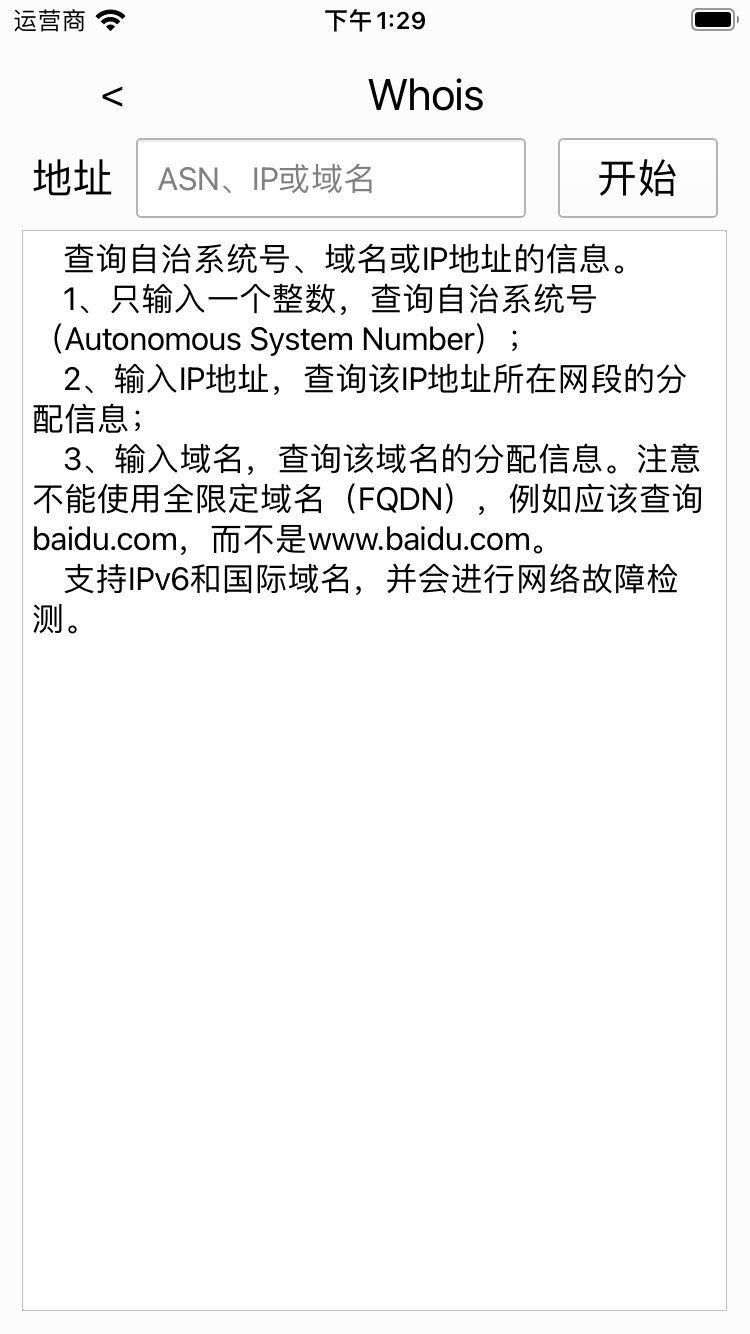 运营商 下午1:29
< Whois
地址 ASN、IP或域名 开始
查询自治系统号、域名或IP地址的信息。
1、只输入一个整数，查询自治系统号
（Autonomous System Number）；
2、输入IP地址，查询该IP地址所在网段的分
配信息；
3、输入域名，查询该域名的分配信息。注意
不能使用全限定域名（FQDN），例如应该查询
baidu.com，而不是www.baidu.com。
支持IPv6和国际域名，并会进行网络故障检
测。